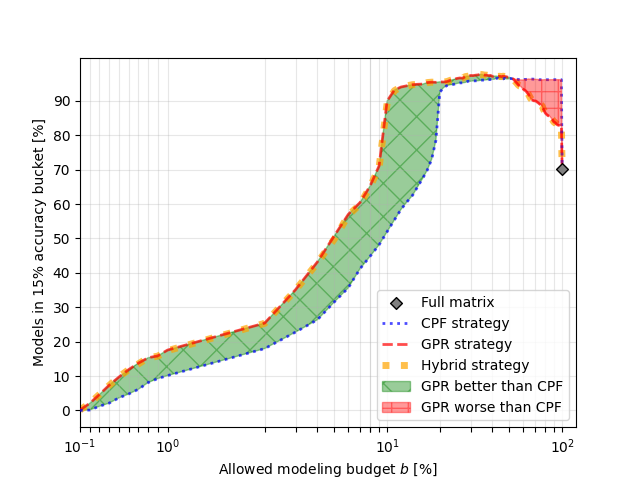 Models in 15% accuracy bucket [%]
90
80
70
60
50
40
30
20
10
0
Full matrix
CPF strategy
GPR strategy
Hybrid strategy
GPR better than CPF
GPR worse than CPF
10⁻¹ 10⁰ 10¹ 10²
Allowed modeling budget b [%]